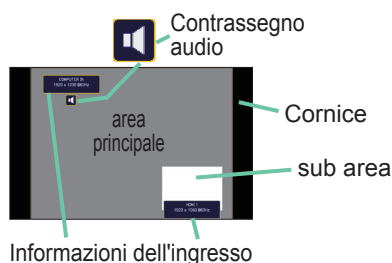 Contrassegno
audio
COMPUTER IN
1920 x 1200 @60Hz
area
principale
Cornice
sub area
HDMI 1
1920 x 1080 @60Hz
Informazioni dell'ingresso